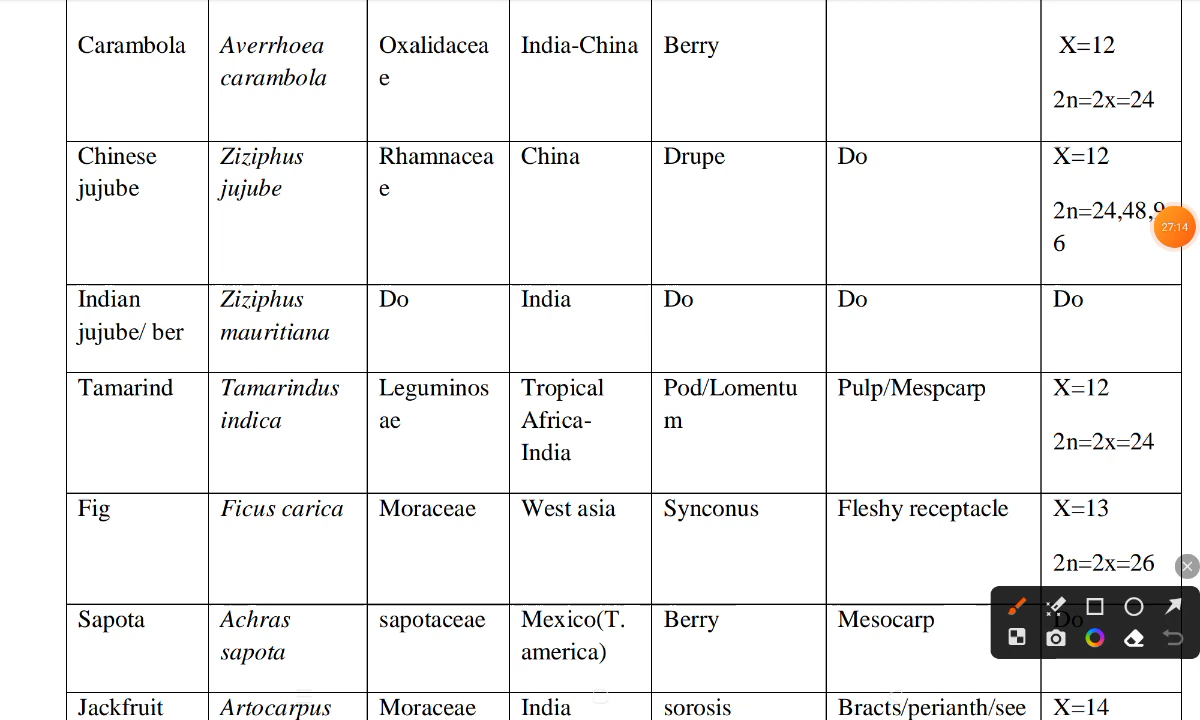 Carambola Averrhoea Oxalidacea India-China Berry X=12
carambola e
2n=2x=24
Chinese Ziziphus Rhamnacea China Drupe Do X=12
jujube jujube e
2n=24,48,9
27:14
6
Indian Ziziphus Do India Do Do Do
jujube/ ber mauritiana
Tamarind Tamarindus Leguminos Tropical Pod/Lomentu Pulp/Mespcarp X=12
indica ae Africa- m
2n=2x=24
India
Fig Ficus carica Moraceae West asia Synconus Fleshy receptacle X=13
2n=2x=26
Sapota Achras sapotaceae Mexico(T. Berry Mesocarp Do
sapota america)
Jackfruit Artocarpus Moraceae India sorosis Bracts/perianth/see X=14